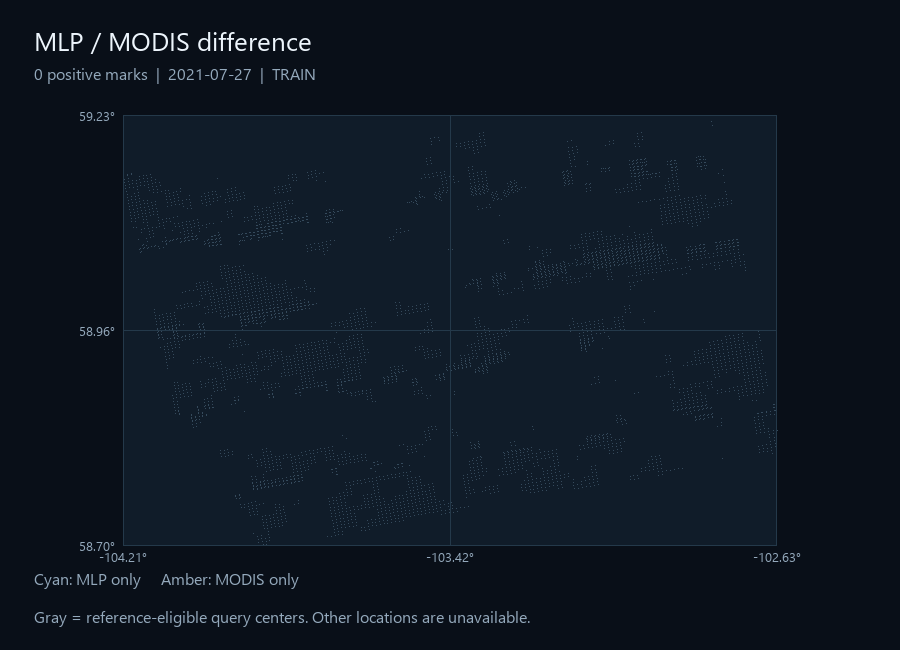 MLP / MODIS difference
0 positive marks | 2021-07-27 | TRAIN
59.23°
58.96°
58.70°
-104.21° -103.42° -102.63°
Cyan: MLP only Amber: MODIS only
Gray = reference-eligible query centers. Other locations are unavailable.